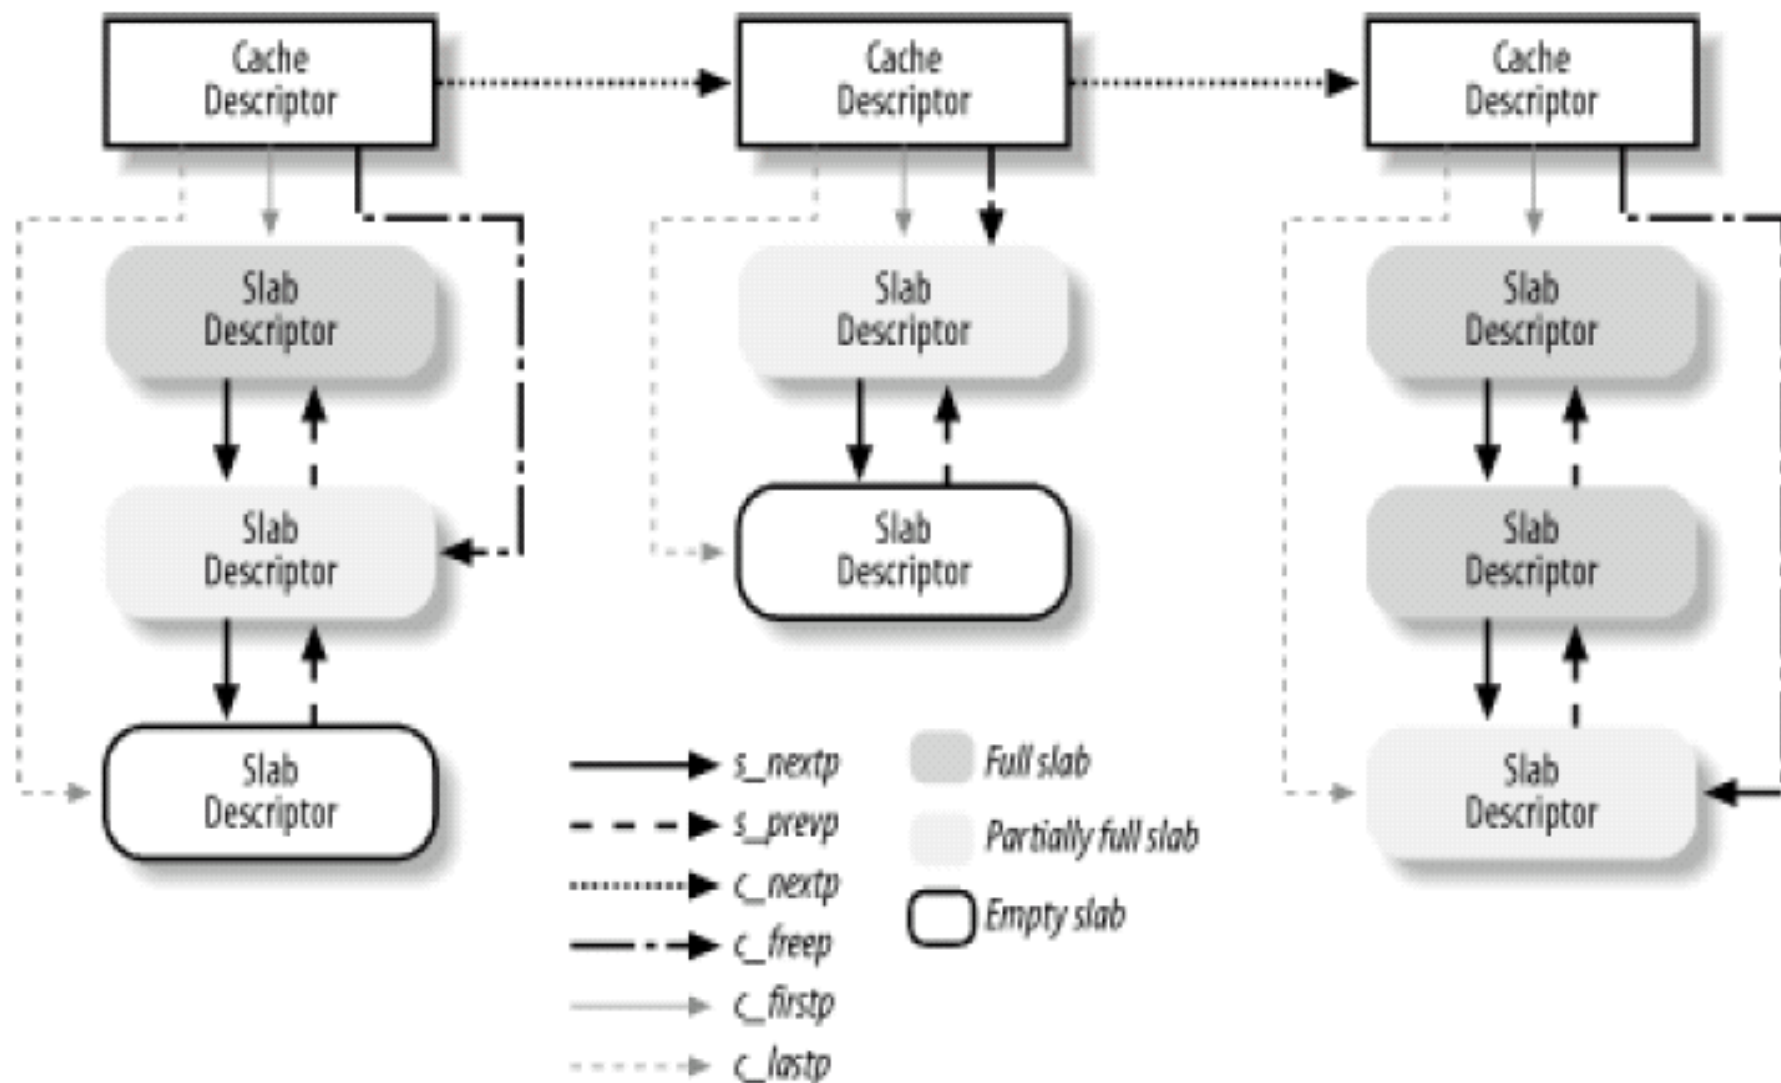 Cache
Descriptor
Cache
Descriptor
Cache
Descriptor
Slab
Descriptor
Slab
Descriptor
Slab
Descriptor
Slab
Descriptor
Slab
Descriptor
Slab
Descriptor
Slab
Descriptor
Slab
Descriptor
s_nextp
s_prevp
c_nextp
c_freep
c_firstp
c_lastp
Full slab
Partially full slab
Empty slab